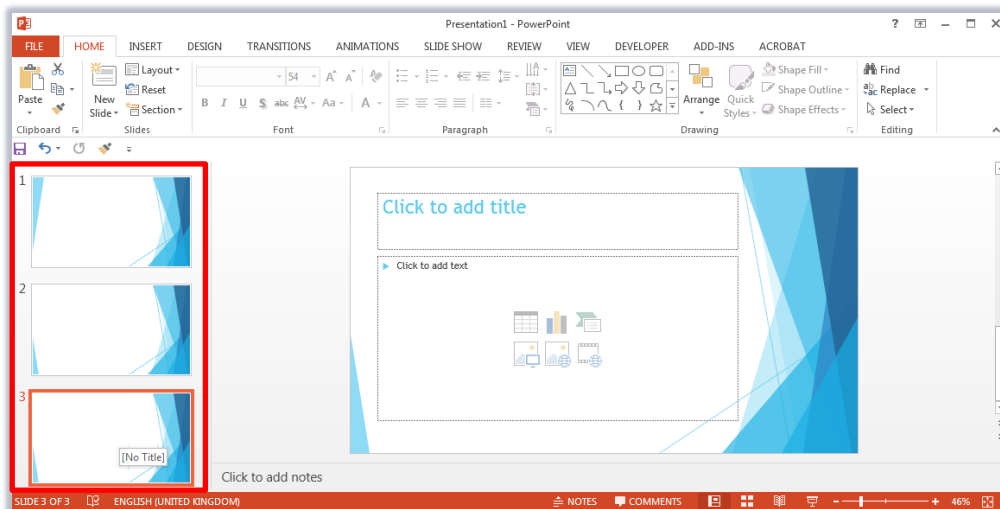 Presentation1 - PowerPoint
FILE HOME INSERT DESIGN TRANSITIONS ANIMATIONS SLIDE SHOW REVIEW VIEW DEVELOPER ADD-INS ACROBAT
Paste
New
Slide
Layout
Reset
Section
54
B I U S abc AV Aa A
Arrange
Quick
Styles
Shape Fill
Shape Outline
Shape Effects
Find
Replace
Select
Clipboard Slides Font Paragraph Drawing Editing
1
2
3
[No Title]
Click to add title
Click to add text
Click to add notes
SLIDE 3 OF 3 ENGLISH (UNITED KINGDOM) NOTES COMMENTS 46%